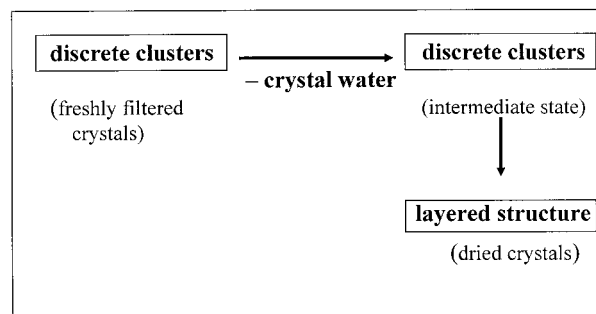 discrete clusters
– crystal water
discrete clusters
(freshly filtered
crystals)
(intermediate state)
layered structure
(dried crystals)